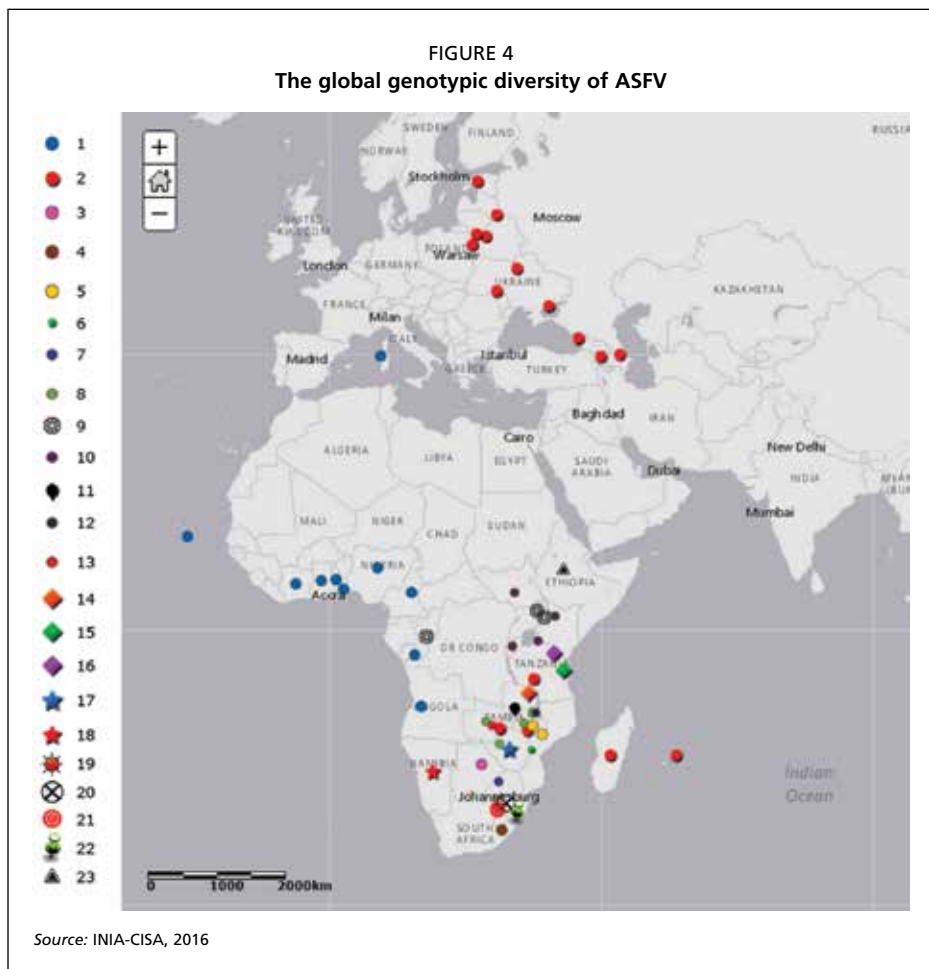 FIGURE 4
The global genotypic diversity of ASFV
1
2
3
4
5
6
7
8
9
10
11
12
13
14
15
16
17
18
19
20
21
22
23
+
−
SWEDEN
FINLAND
NORWAY
RUSSIA
Stockholm
Moscow
UNITED
KINGDOM
London
POLAND
Warsaw
GERMANY
UKRAINE
KAZAKHSTAN
FRANCE
Milan
ITALY
Madrid
Istanbul
GREECE
TURKEY
Baghdad
IRAN
Cairo
ALGERIA
LIBYA
EGYPT
SAUDI
ARABIA
Dubai
New Delhi
INDIA
Mumbai
MALI
NIGER
CHAD
SUDAN
NIGERIA
Accra
ETHIOPIA
DR CONGO
ANGOLA
NAMIBIA
Johannesburg
SOUTH
AFRICA
Indian
Ocean
0 1000 2000km
Source: INIA-CISA, 2016